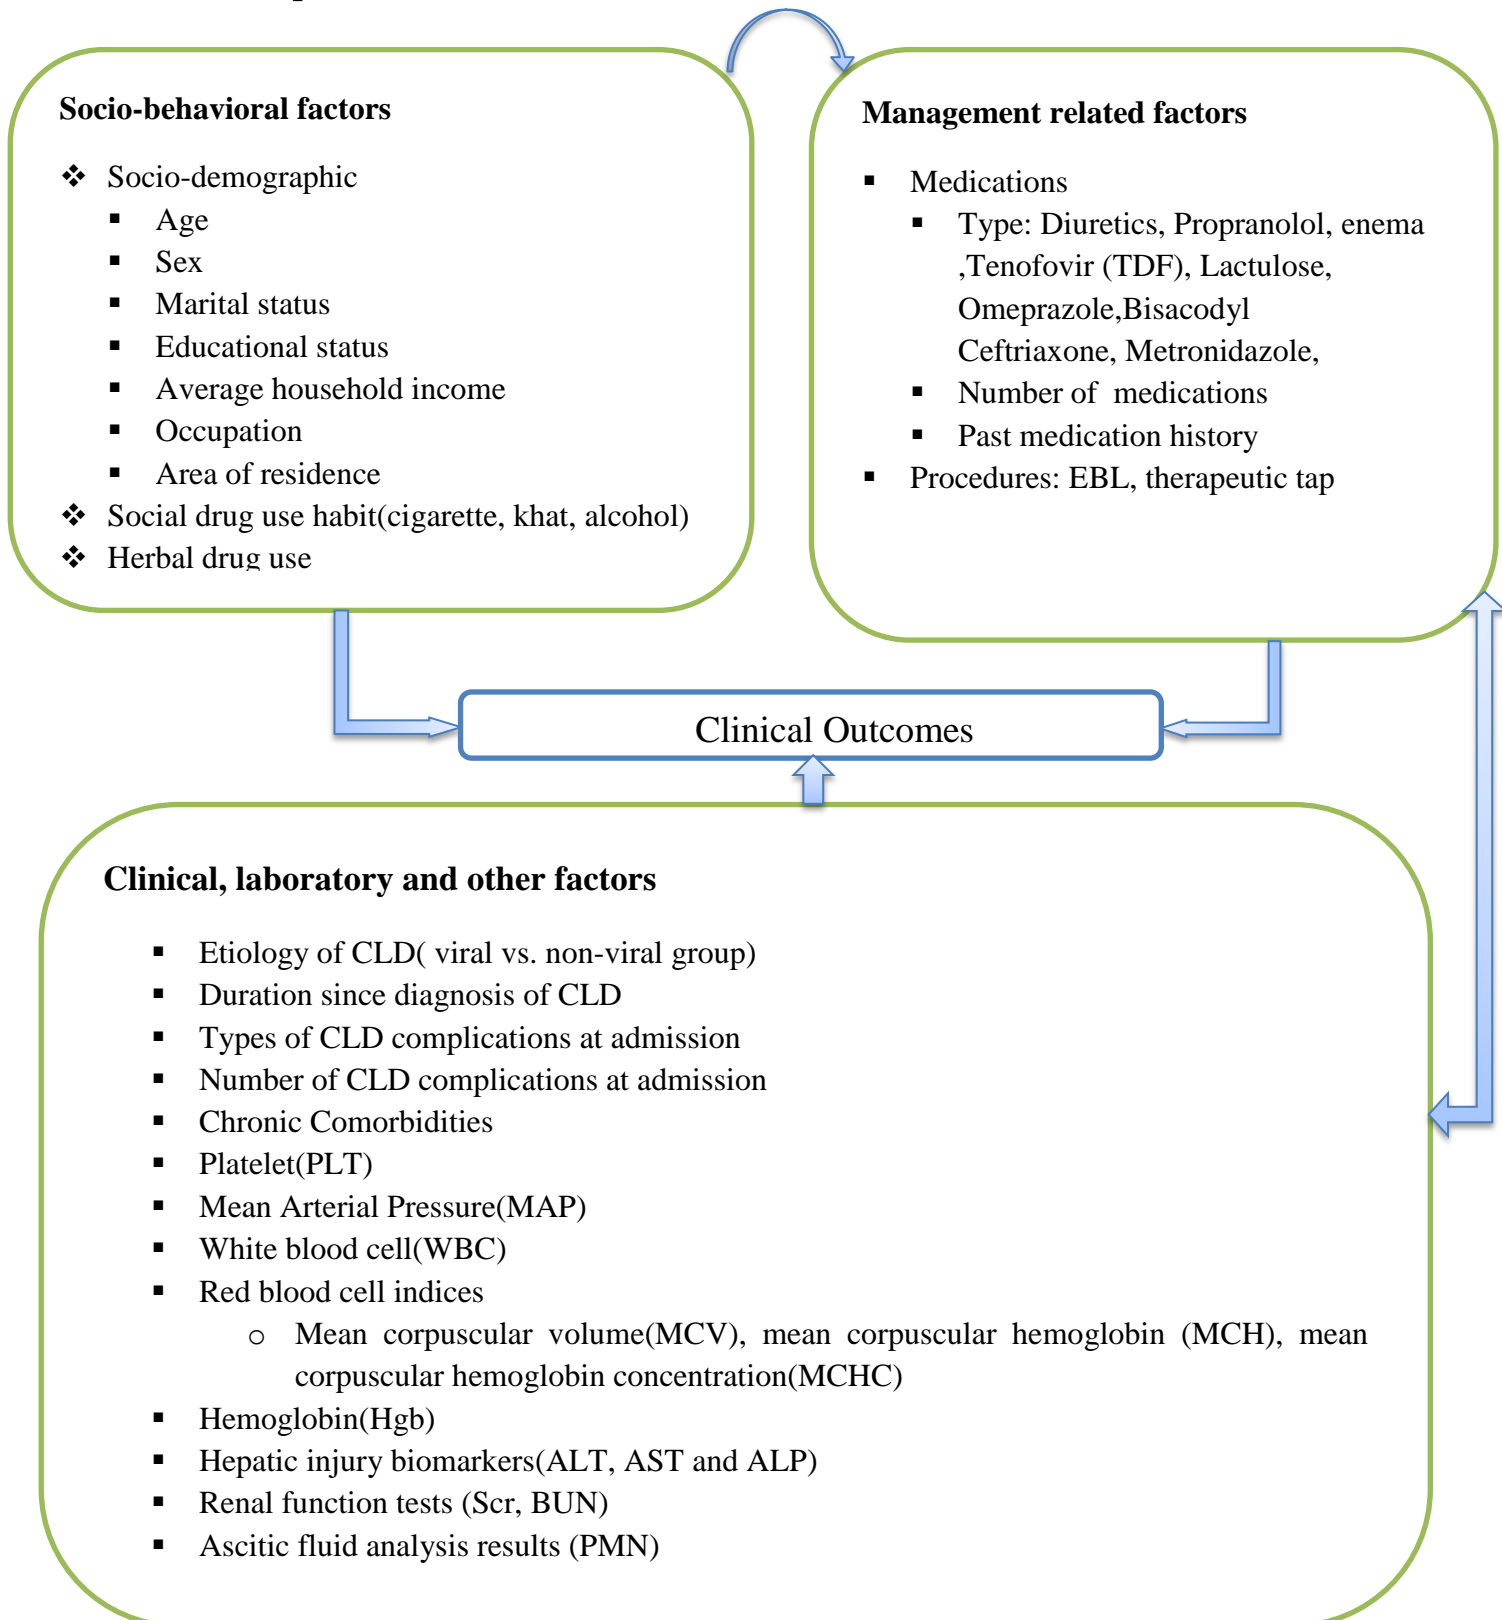 Socio-behavioral factors
❖ Socio-demographic
▪ Age
▪ Sex
▪ Marital status
▪ Educational status
▪ Average household income
▪ Occupation
▪ Area of residence
❖ Social drug use habit(cigarette, khat, alcohol)
❖ Herbal drug use
Management related factors
▪ Medications
▪ Type: Diuretics, Propranolol, enema
,Tenofovir (TDF), Lactulose,
Omeprazole,Bisacodyl
Ceftriaxone, Metronidazole,
▪ Number of medications
▪ Past medication history
▪ Procedures: EBL, therapeutic tap
Clinical Outcomes
Clinical, laboratory and other factors
▪ Etiology of CLD( viral vs. non-viral group)
▪ Duration since diagnosis of CLD
▪ Types of CLD complications at admission
▪ Number of CLD complications at admission
▪ Chronic Comorbidities
▪ Platelet(PLT)
▪ Mean Arterial Pressure(MAP)
▪ White blood cell(WBC)
▪ Red blood cell indices
o Mean corpuscular volume(MCV), mean corpuscular hemoglobin (MCH), mean
corpuscular hemoglobin concentration(MCHC)
▪ Hemoglobin(Hgb)
▪ Hepatic injury biomarkers(ALT, AST and ALP)
▪ Renal function tests (Scr, BUN)
▪ Ascitic fluid analysis results (PMN)